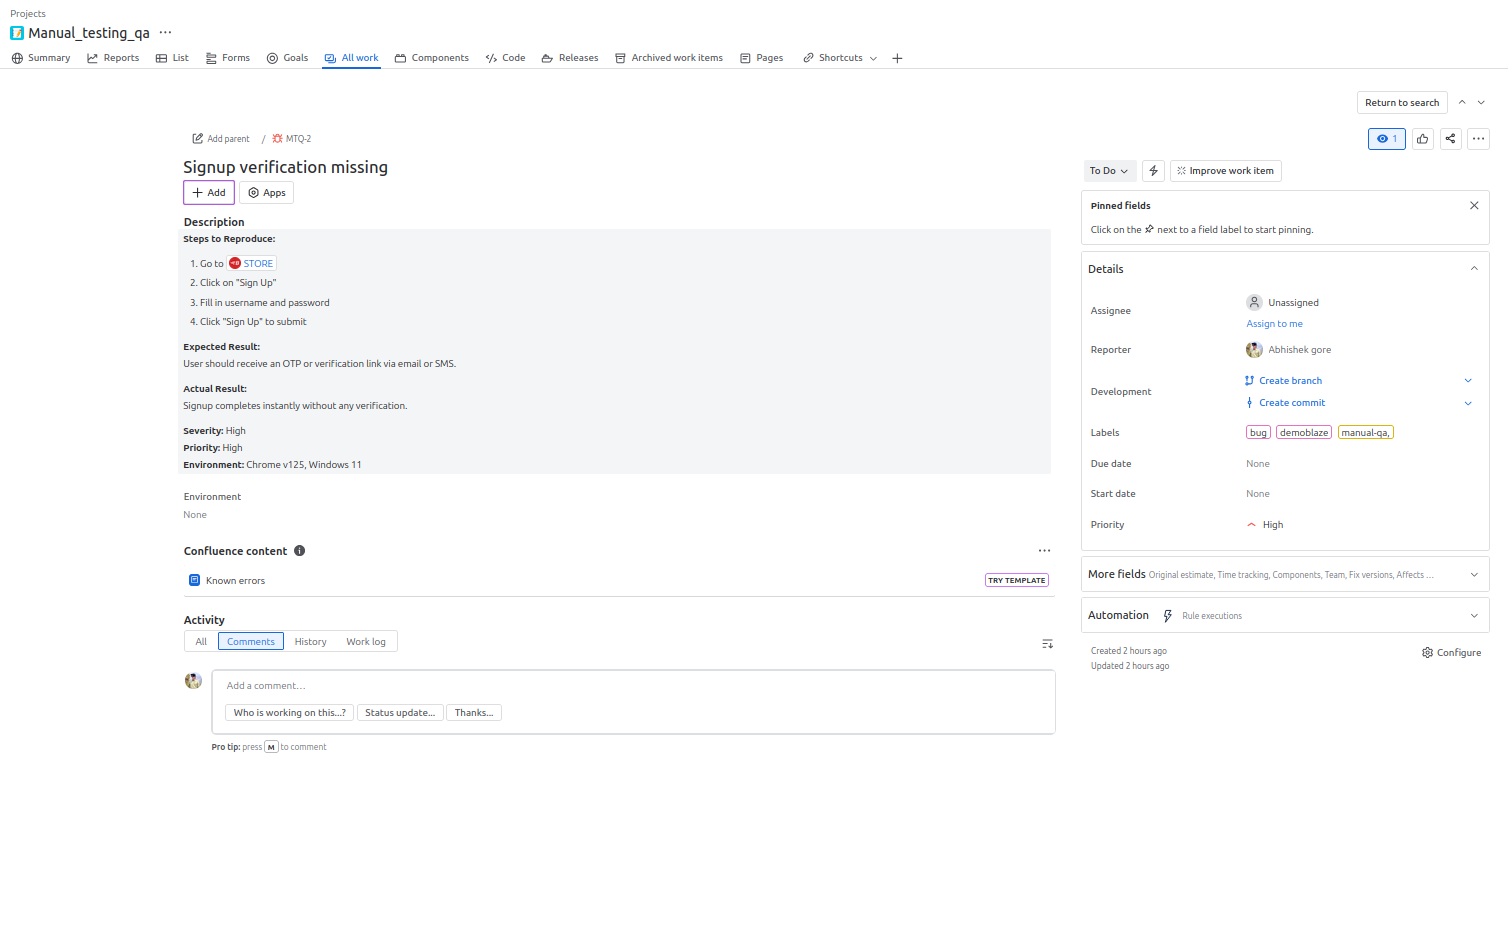 Projects
Manual_testing_qa ···
Summary Reports List Forms Goals All work Components Code Releases Archived work items Pages Shortcuts
Return to search
Add parent / MTQ-2
1
Signup verification missing
To Do Improve work item
Add Apps
Pinned fields
Click on the next to a field label to start pinning.
Description
Steps to Reproduce:
1. Go to STORE
2. Click on "Sign Up"
3. Fill in username and password
4. Click "Sign Up" to submit
Expected Result:
User should receive an OTP or verification link via email or SMS.
Actual Result:
Signup completes instantly without any verification.
Severity: High
Priority: High
Environment: Chrome v125, Windows 11
Environment
None
Confluence content
Known errors TRY TEMPLATE
Activity
All Comments History Work log
Add a comment...
Who is working on this...? Status update... Thanks...
Pro tip: press M to comment
Details
Assignee Unassigned
Assign to me
Reporter Abhishek gore
Development Create branch
Create commit
Labels bug demoblaze manual-qa,
Due date None
Start date None
Priority High
More fields Original estimate, Time tracking, Components, Team, Fix versions, Affects ...
Automation Rule executions
Created 2 hours ago
Updated 2 hours ago
Configure